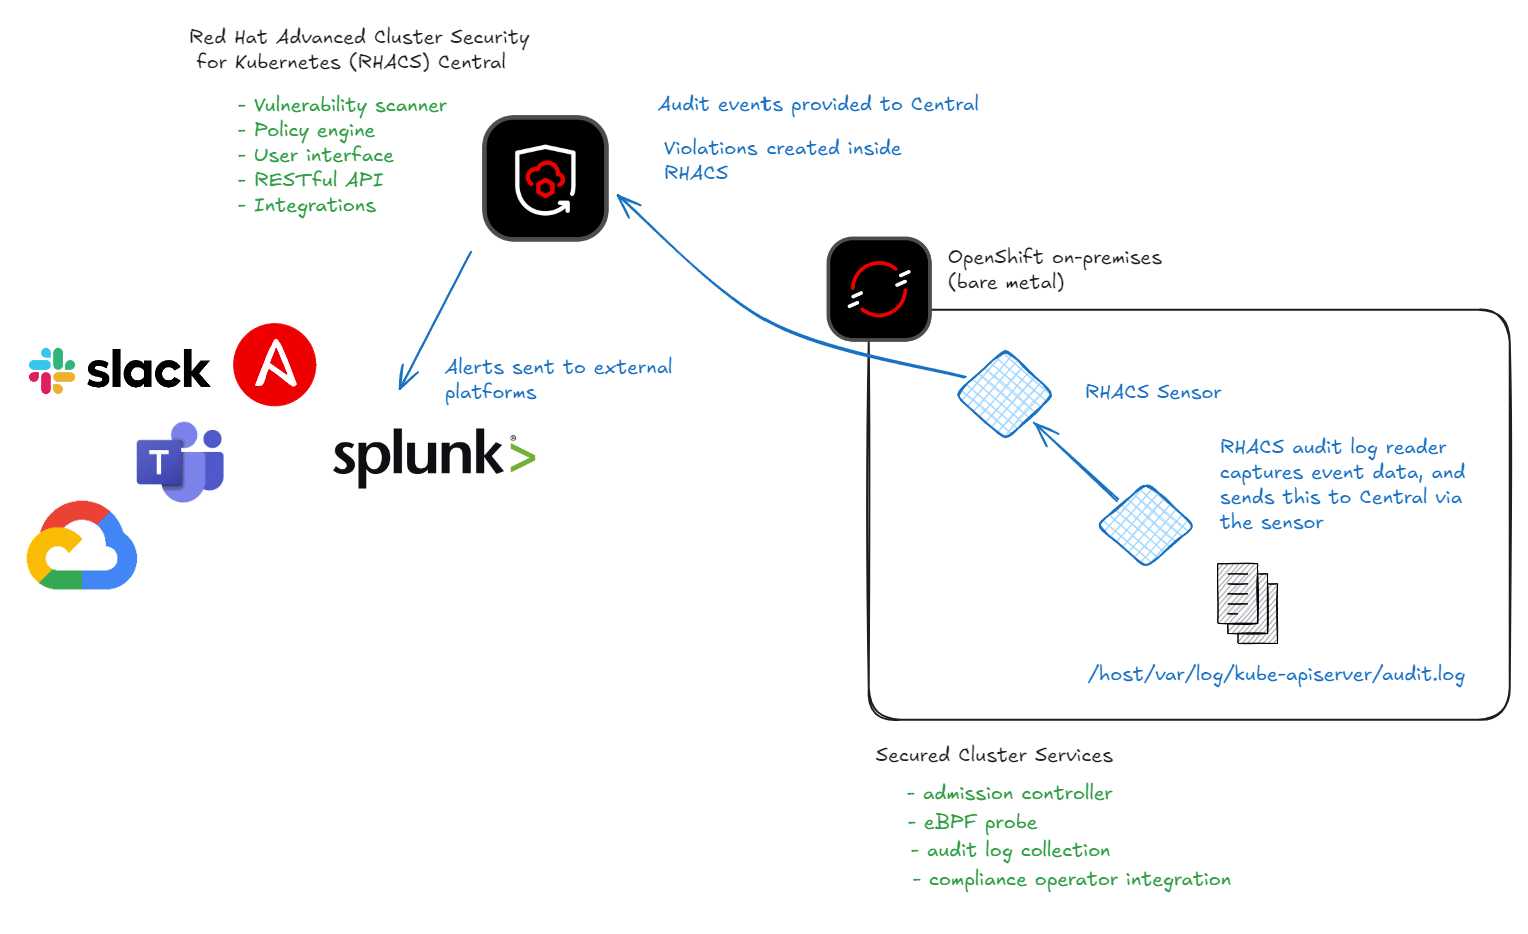 Red Hat Advanced Cluster Security
for Kubernetes (RHACS) Central
- Vulnerability scanner
- Policy engine
- User interface
- RESTful API
- Integrations
Audit events provided to Central
Violations created inside
RHACS
OpenShift on-premises
(bare metal)
slack
A
Alerts sent to external
platforms
T
splunk>®
RHACS Sensor
RHACS audit log reader
captures event data, and
sends this to Central via
the sensor
/host/var/log/kube-apiserver/audit.log
Secured Cluster Services
- admission controller
- eBPF probe
- audit log collection
- compliance operator integration